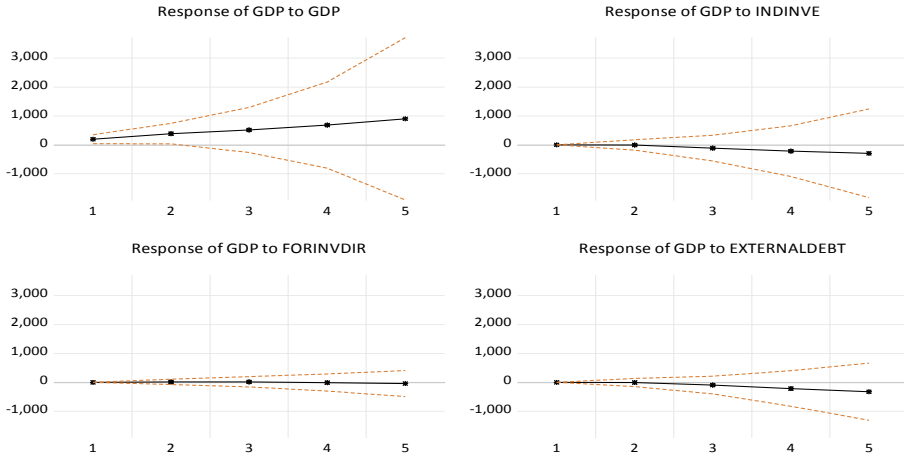 Response of GDP to GDP
3,000
2,000
1,000
0
-1,000
1 2 3 4 5
Response of GDP to INDINVE
3,000
2,000
1,000
0
-1,000
1 2 3 4 5
Response of GDP to FORINVDIR
3,000
2,000
1,000
0
-1,000
1 2 3 4 5
Response of GDP to EXTERNALDEBT
3,000
2,000
1,000
0
-1,000
1 2 3 4 5